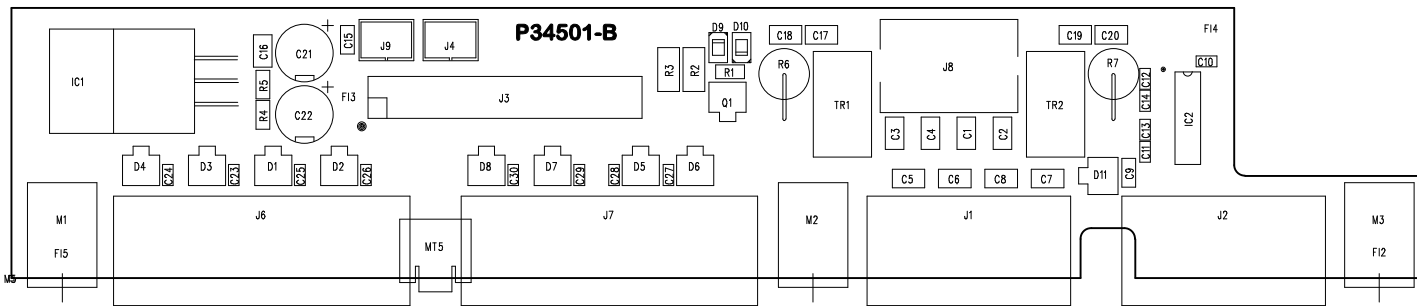 P34501-B
D9 D10
FI4
C16
C21
C15
J9
J4
C18 C17
C19 C20
R6
J8
R7
C10
IC1
R5
R3 R2
R1
C12
FI3
J3
Q1
TR1
TR2
C14
IC2
R4
C22
C3 C4 C1 C2
C13
C11
D4 C24 D3 C23 D1 C25 D2 C26 D8 C30 D7 C29 C28 D5 C27 D6
C5 C6 C8 C7 D11 C9
M1
J6
J7
M2
J1
J2
M3
FI5
MT5
FI2
M5